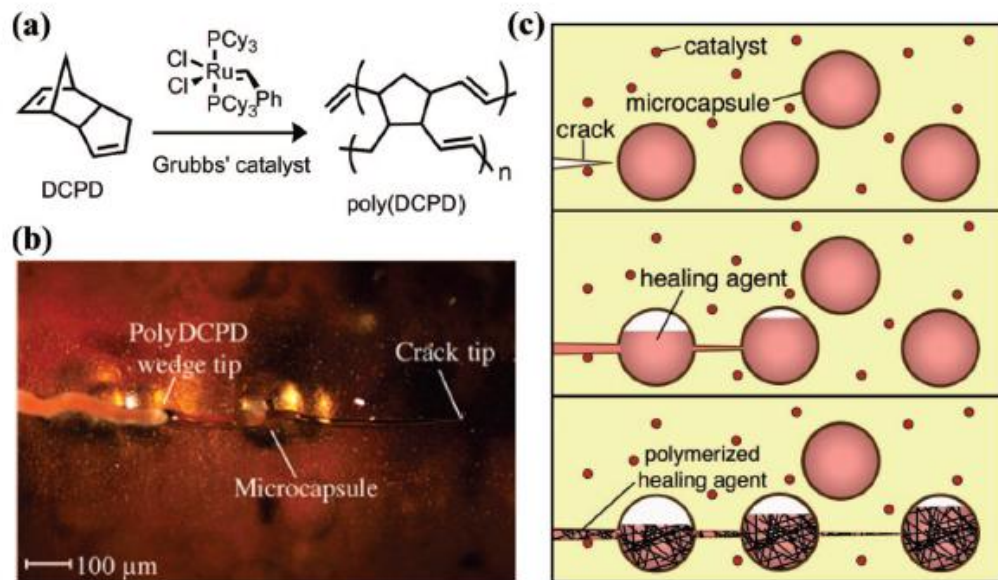 (a)
PCy3
Cl
Cl
Ru
Ph
PCy3
DCPD
Grubbs' catalyst
n
poly(DCPD)
(b)
PolyDCPD
wedge tip
Crack tip
Microcapsule
100 μm
(c)
catalyst
microcapsule
crack
healing agent
polymerized
healing agent